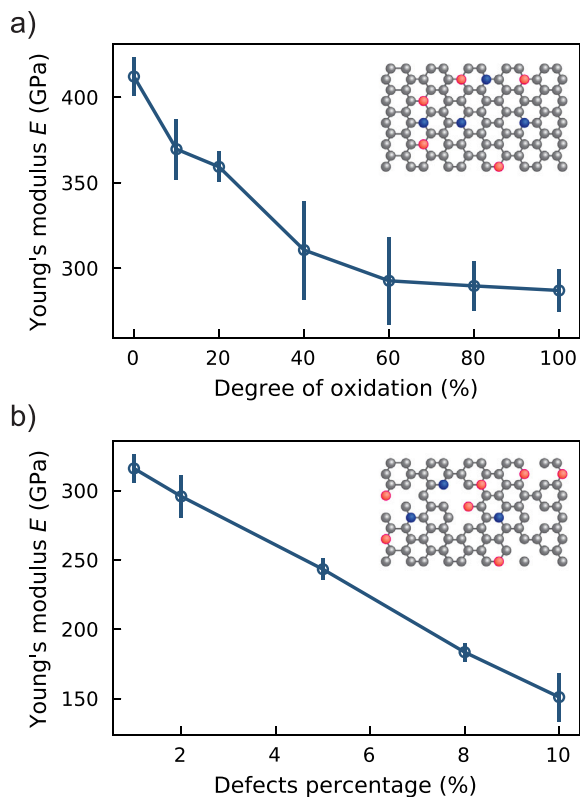 a)
400
350
300
Young's modulus E (GPa)
0 20 40 60 80 100
Degree of oxidation (%)
b)
300
250
200
150
Young's modulus E (GPa)
2 4 6 8 10
Defects percentage (%)